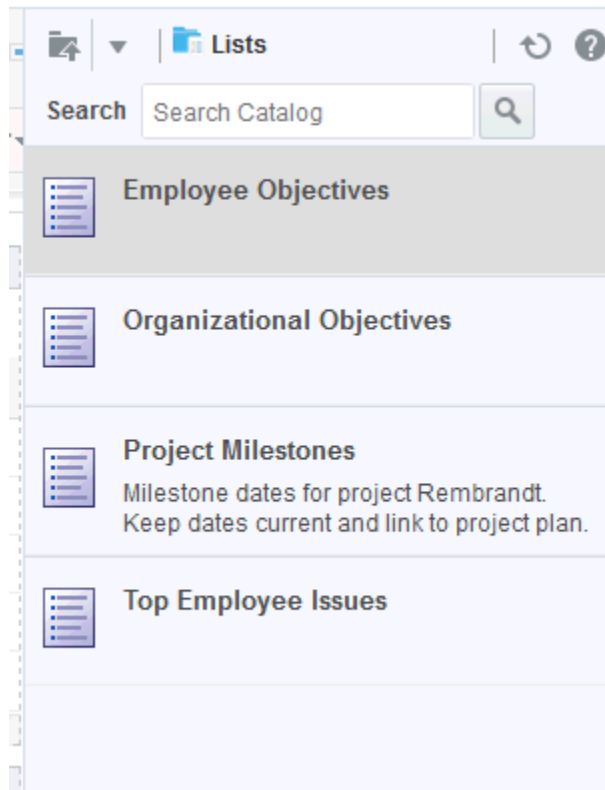 Lists
Search Search Catalog
Employee Objectives
Organizational Objectives
Project Milestones
Milestone dates for project Rembrandt.
Keep dates current and link to project plan.
Top Employee Issues